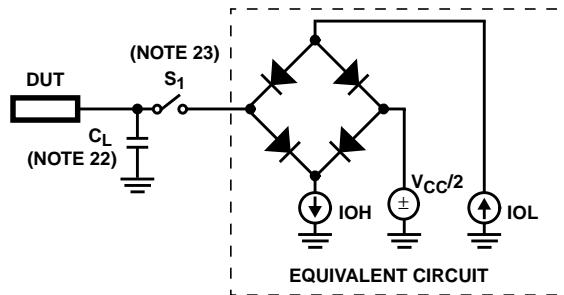 (NOTE 23)
DUT
S1
CL
(NOTE 22)
VCC/2
±
IOH
IOL
EQUIVALENT CIRCUIT